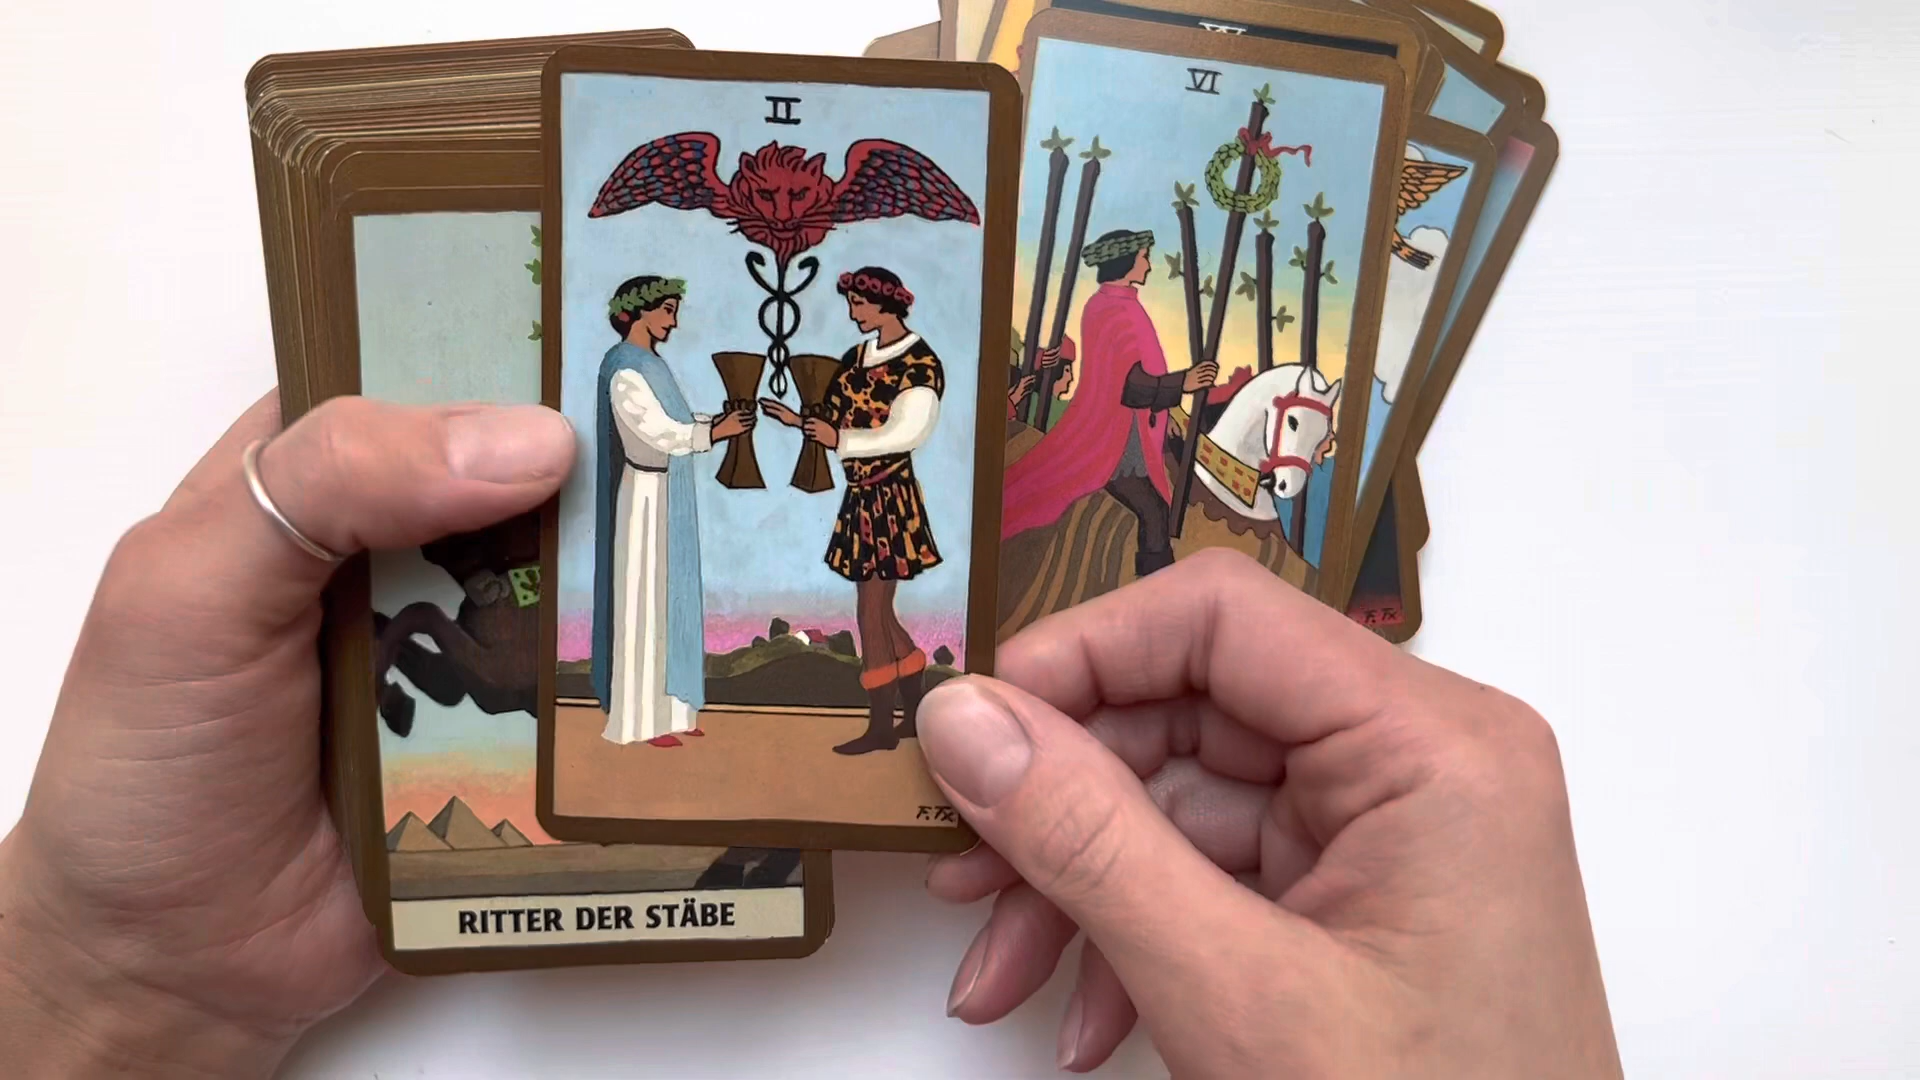 II
VI
F. Tx
F. Tx
RITTER DER STÄBE